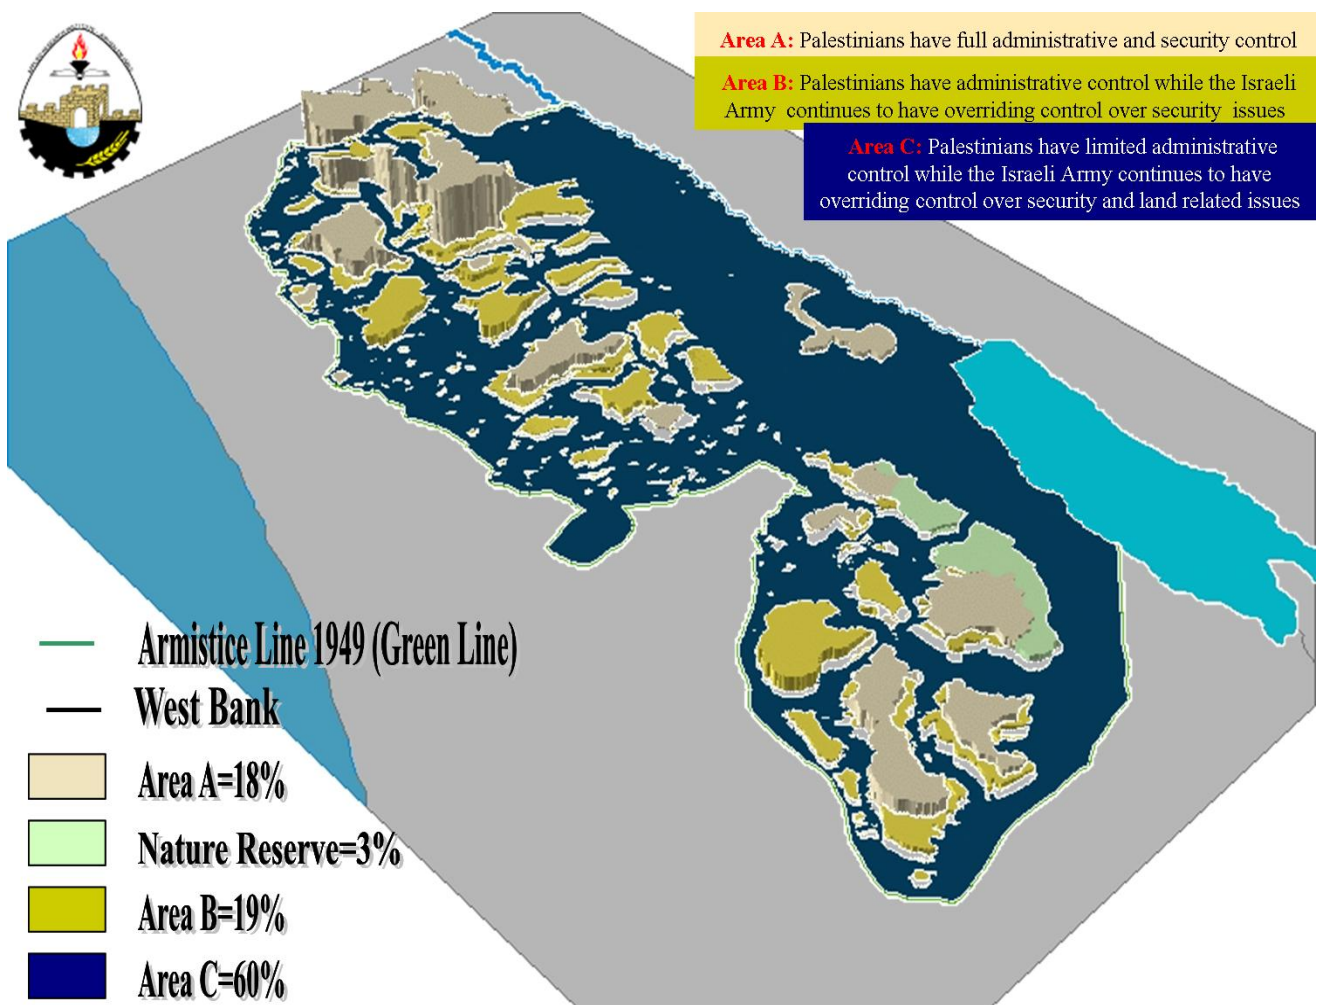 Area A: Palestinians have full administrative and security control
Area B: Palestinians have administrative control while the Israeli
Army continues to have overriding control over security issues
Area C: Palestinians have limited administrative
control while the Israeli Army continues to have
overriding control over security and land related issues
Armistice Line 1949 (Green Line)
West Bank
Area A=18%
Nature Reserve=3%
Area B=19%
Area C=60%